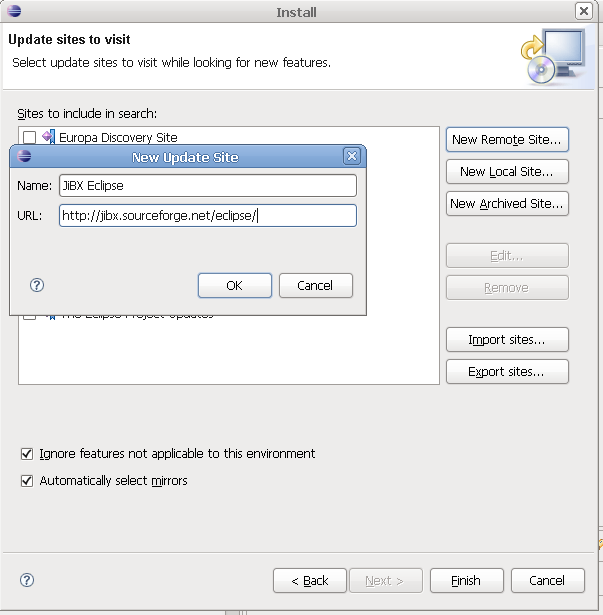 Install
Update sites to visit
Select update sites to visit while looking for new features.
Sites to include in search:
Europa Discovery Site
New Remote Site...
New Update Site
Name: JiBX Eclipse
New Local Site...
URL: http://jibx.sourceforge.net/eclipse/
New Archived Site...
Edit...
? OK Cancel
Remove
The Eclipse Project Updates
Import sites...
Export sites...
Ignore features not applicable to this environment
Automatically select mirrors
? < Back Next > Finish Cancel